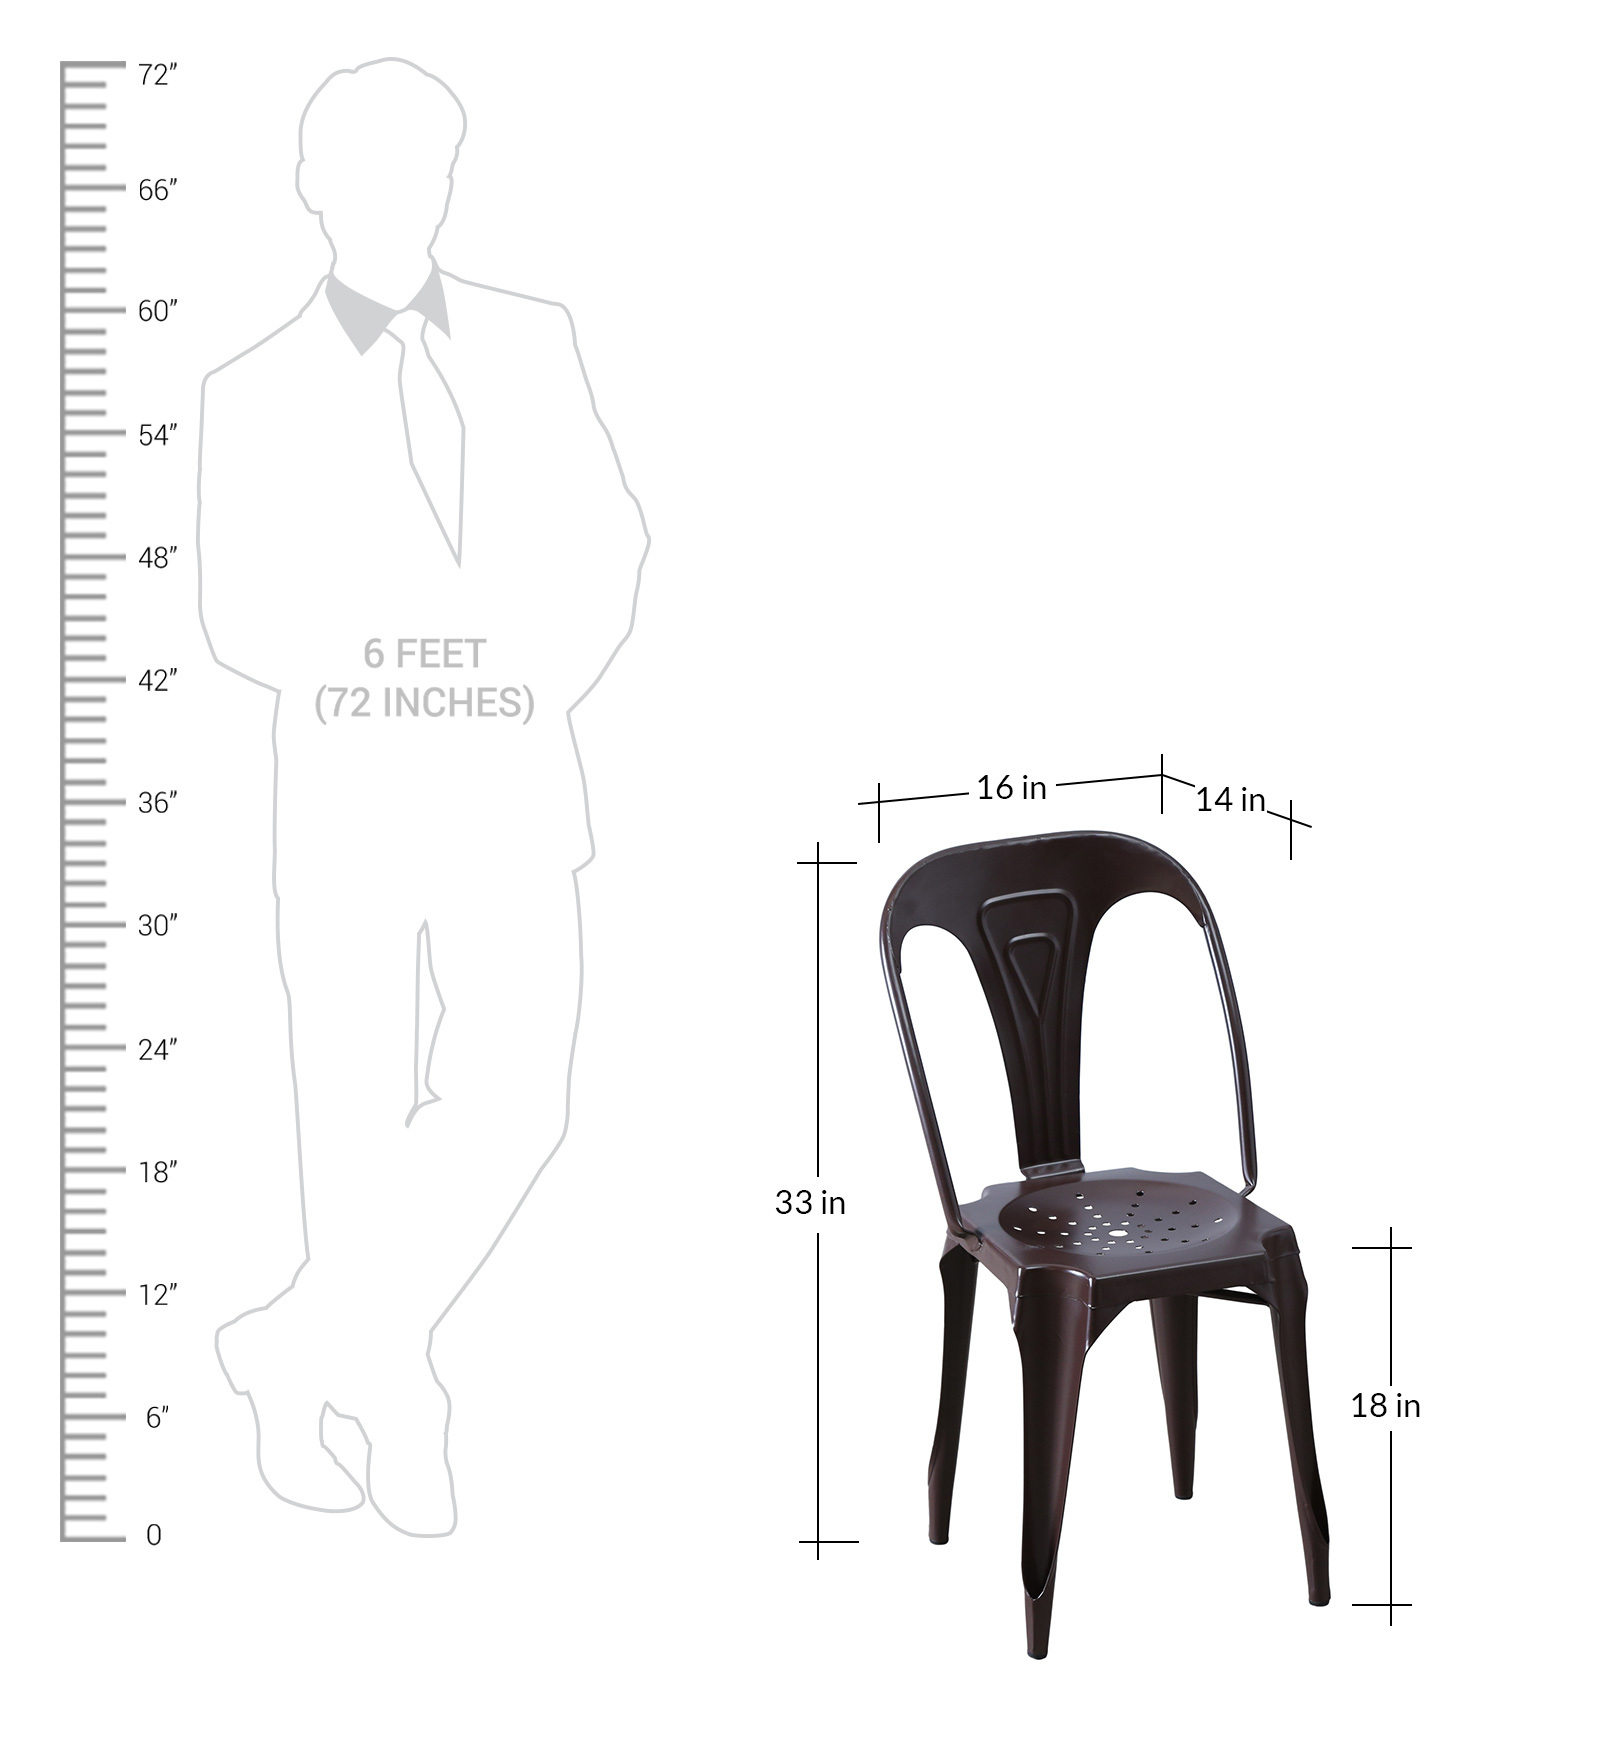 72”
66”
60”
54”
48”
42”
36”
30”
24”
18”
12”
6”
0
6 FEET
(72 INCHES)
16 in
14 in
33 in
18 in